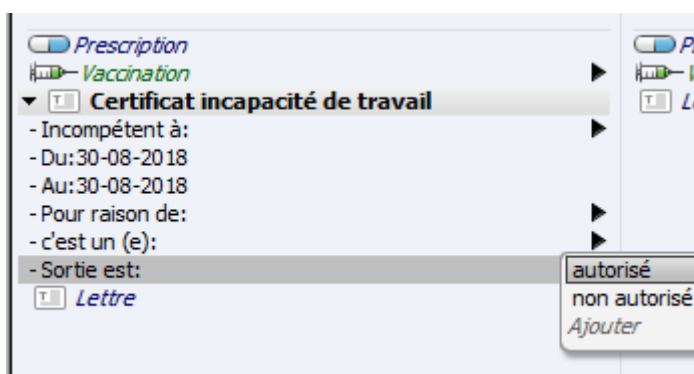 Prescription
Vaccination
Certificat incapacité de travail
- Incompétent à:
- Du:30-08-2018
- Au:30-08-2018
- Pour raison de:
- c'est un (e):
- Sortie est:
autorisé
non autorisé
Ajouter
Lettre